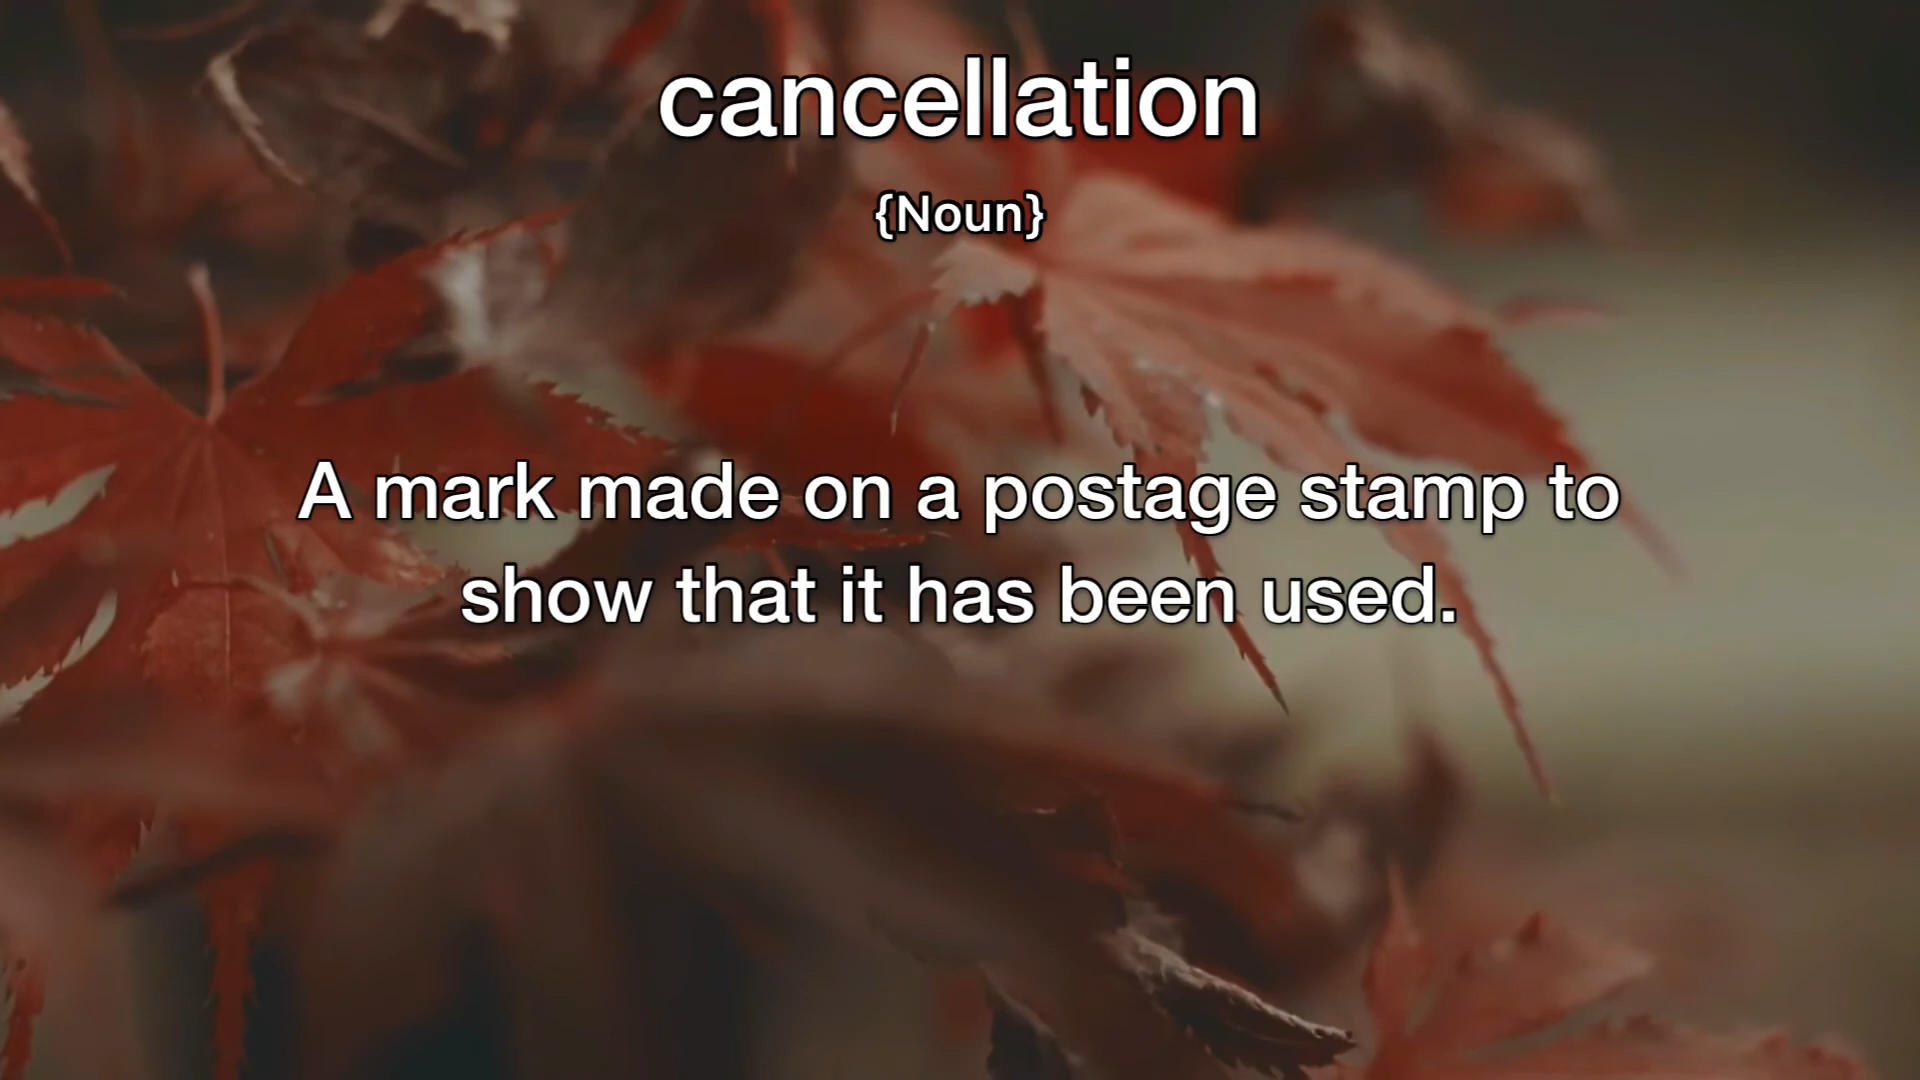 cancellation
{Noun}
A mark made on a postage stamp to
show that it has been used.